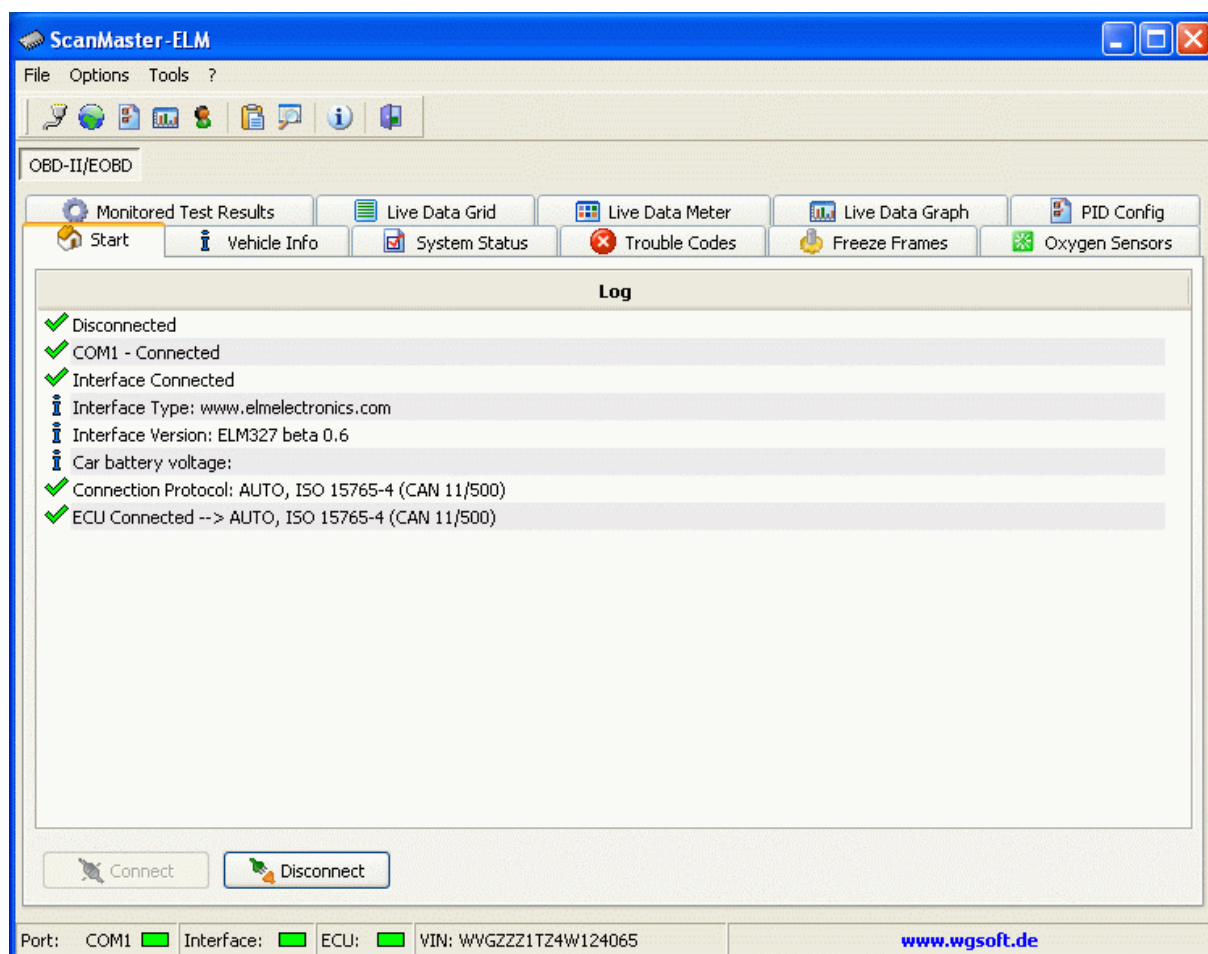 ScanMaster-ELM
File Options Tools ?
OBD-II/EOBD
Monitored Test Results Live Data Grid Live Data Meter Live Data Graph PID Config
Start Vehicle Info System Status Trouble Codes Freeze Frames Oxygen Sensors
Log
Disconnected
COM1 - Connected
Interface Connected
Interface Type: www.elmelectronics.com
Interface Version: ELM327 beta 0.6
Car battery voltage:
Connection Protocol: AUTO, ISO 15765-4 (CAN 11/500)
ECU Connected --> AUTO, ISO 15765-4 (CAN 11/500)
Connect Disconnect
Port: COM1 Interface: ECU: VIN: WVGZZZ1TZ4W124065 www.wgsoft.de